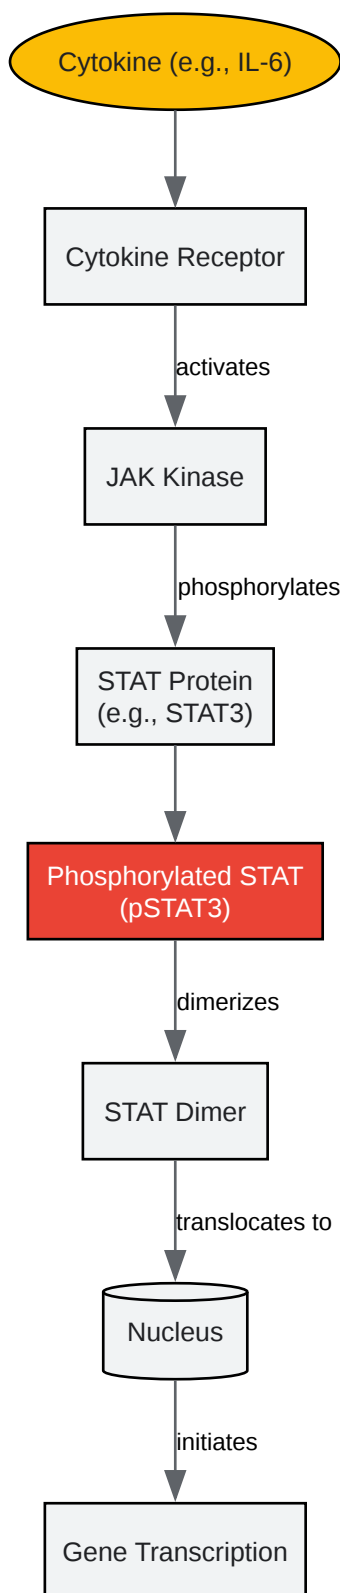 Cytokine (e.g., IL-6)
Cytokine Receptor
activates
JAK Kinase
phosphorylates
STAT Protein
(e.g., STAT3)
Phosphorylated STAT
(pSTAT3)
dimerizes
STAT Dimer
translocates to
Nucleus
initiates
Gene Transcription